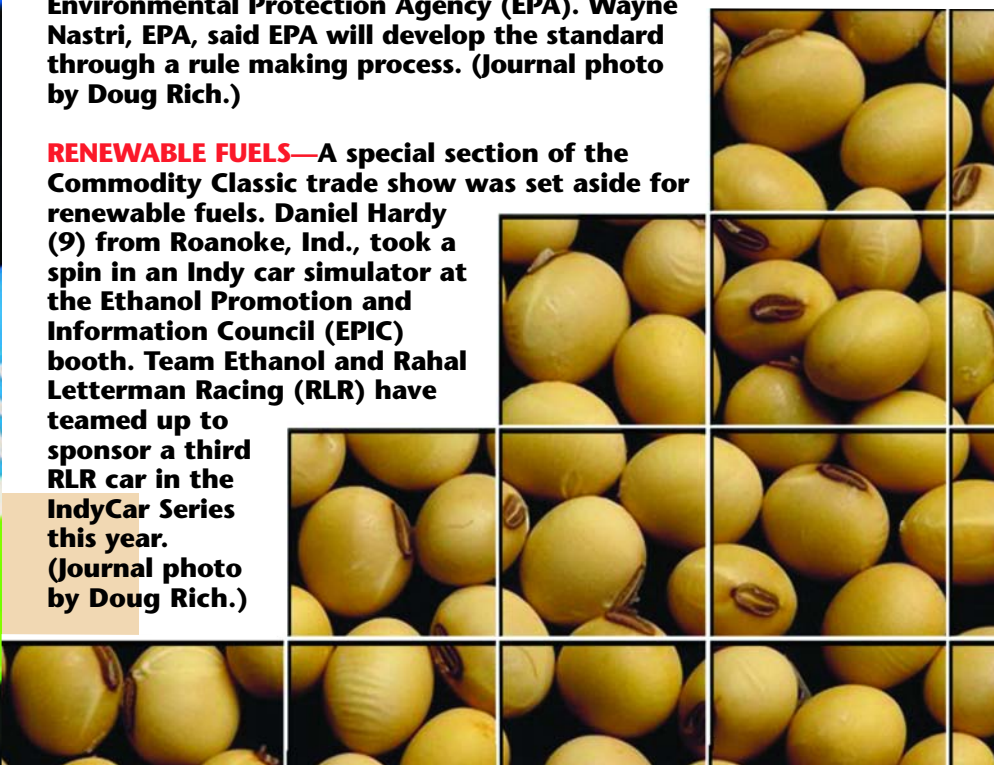 Environmental Protection Agency (EPA). Wayne
Nastri, EPA, said EPA will develop the standard
through a rule making process. (Journal photo
by Doug Rich.)
RENEWABLE FUELS—A special section of the
Commodity Classic trade show was set aside for
renewable fuels. Daniel Hardy
(9) from Roanoke, Ind., took a
spin in an Indy car simulator at
the Ethanol Promotion and
Information Council (EPIC)
booth. Team Ethanol and Rahal
Letterman Racing (RLR) have
teamed up to
sponsor a third
RLR car in the
IndyCar Series
this year.
(Journal photo
by Doug Rich.)